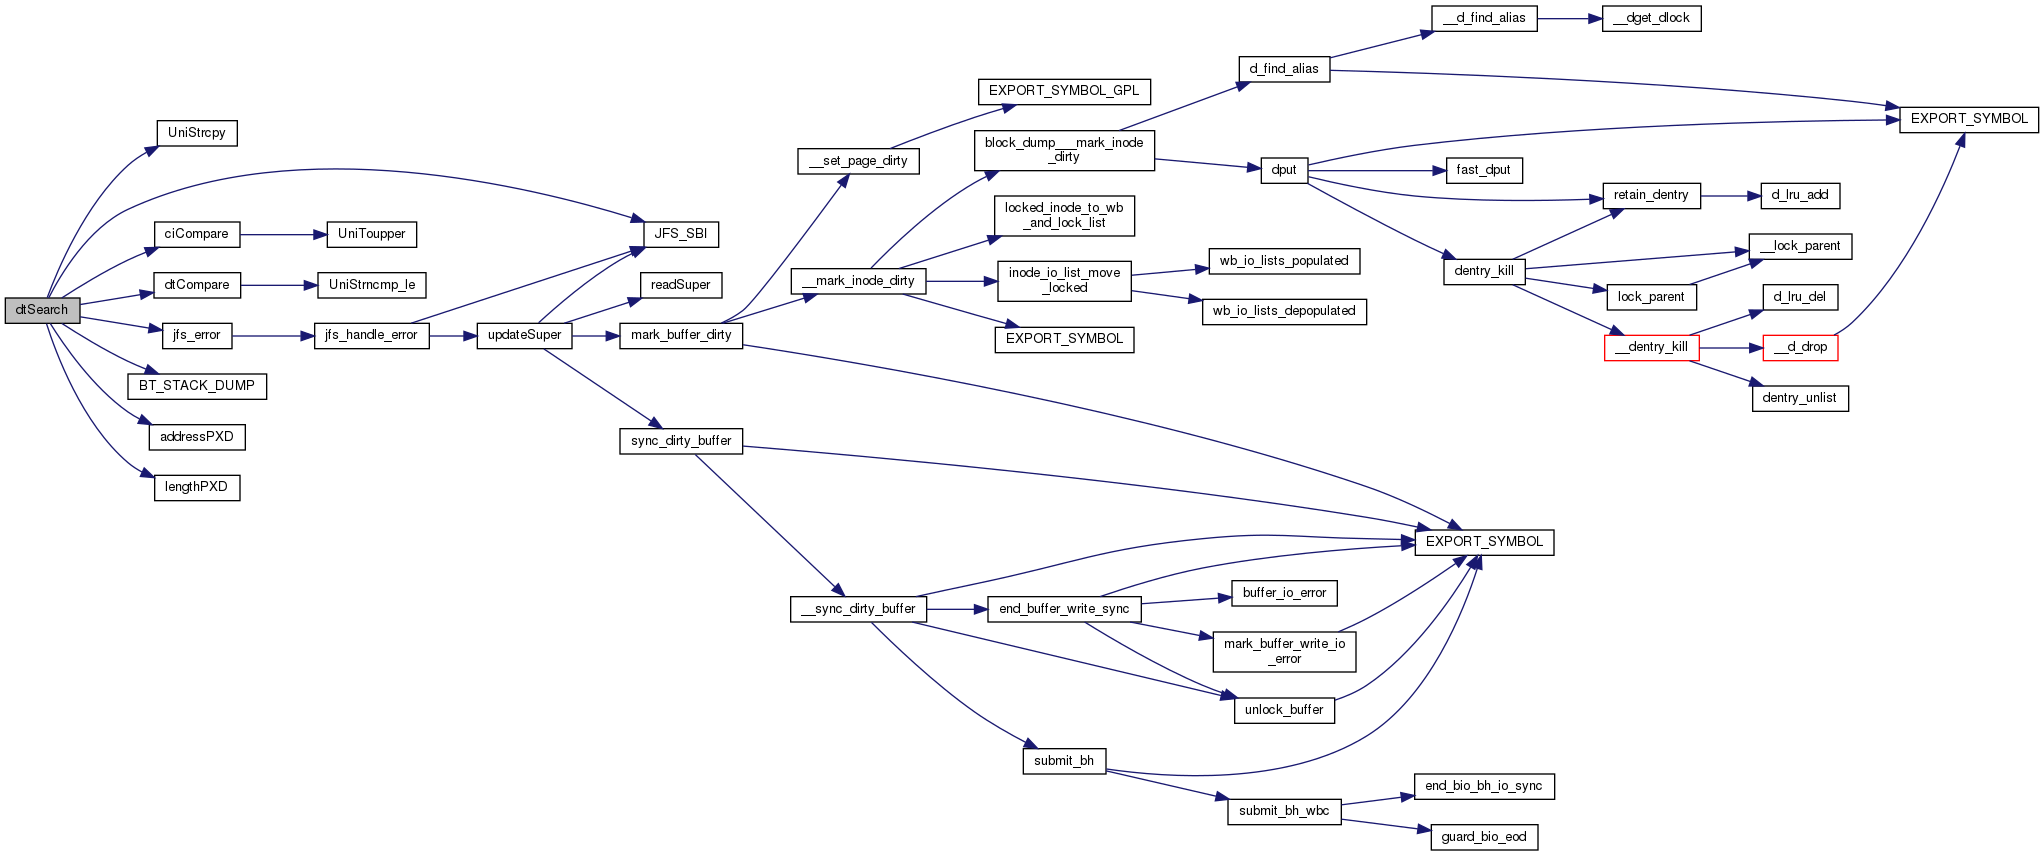 __d_find_alias
__dget_dlock
d_find_alias
EXPORT_SYMBOL_GPL
EXPORT_SYMBOL
UniStrcpy
block_dump___mark_inode
_dirty
__set_page_dirty
dput
fast_dput
retain_dentry
d_lru_add
locked_inode_to_wb
_and_lock_list
ciCompare
UniToupper
JFS_SBI
__lock_parent
wb_io_lists_populated
dentry_kill
inode_io_list_move
_locked
__mark_inode_dirty
dtCompare
UniStrncmp_le
readSuper
lock_parent
d_lru_del
dtSearch
wb_io_lists_depopulated
jfs_error
jfs_handle_error
updateSuper
mark_buffer_dirty
EXPORT_SYMBOL
__dentry_kill
__d_drop
BT_STACK_DUMP
dentry_unlist
addressPXD
sync_dirty_buffer
lengthPXD
EXPORT_SYMBOL
buffer_io_error
__sync_dirty_buffer
end_buffer_write_sync
mark_buffer_write_io
_error
unlock_buffer
submit_bh
end_bio_bh_io_sync
submit_bh_wbc
guard_bio_eod